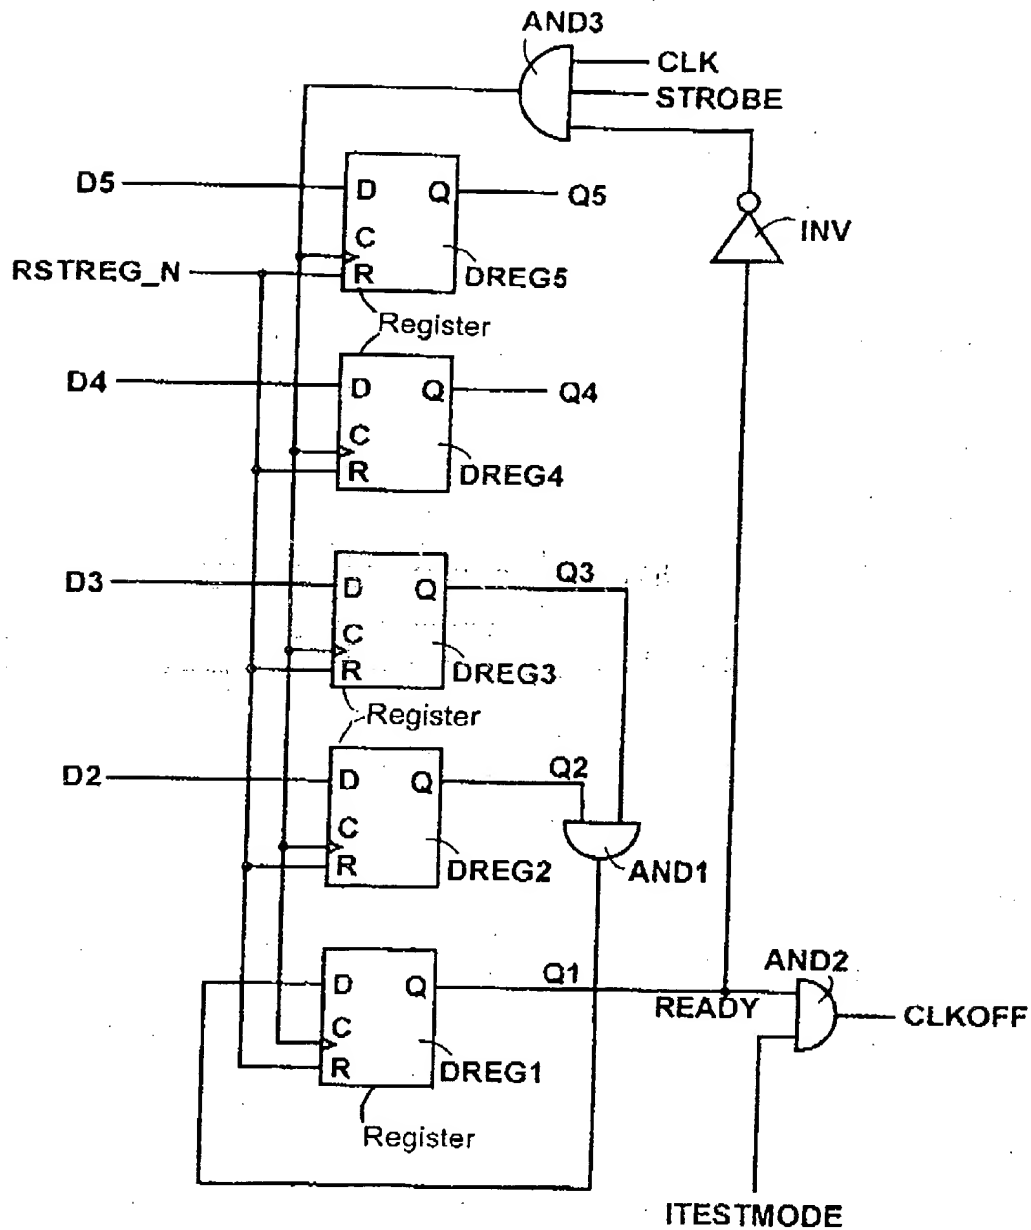 AND3
CLK
STROBE
D5
D
Q
Q5
C
INV
RSTREG_N
R
DREG5
Register
D4
D
Q
Q4
C
R
DREG4
D3
D
Q
Q3
C
R
DREG3
Register
D2
D
Q
Q2
C
R
DREG2
AND1
D
Q
Q1
AND2
READY
CLKOFF
C
R
DREG1
Register
ITESTMODE